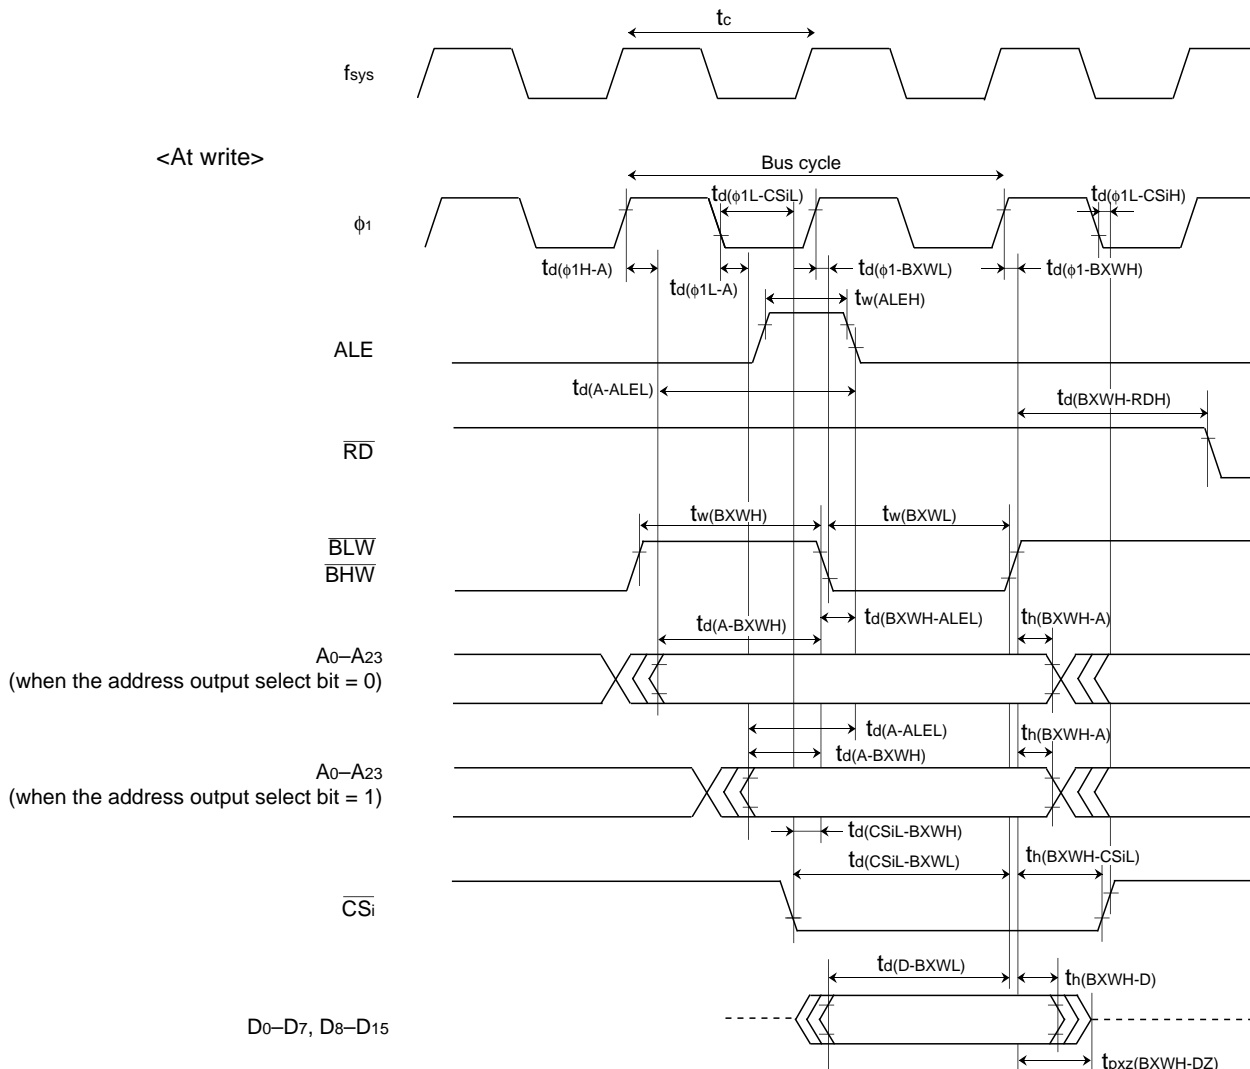 tc
fsys
<At write>
Bus cycle
td(ϕ1L-CSiL)
td(ϕ1L-CSiH)
ϕ1
td(ϕ1H-A)
td(ϕ1L-A)
td(ϕ1-BXWL)
td(ϕ1-BXWH)
tw(ALEH)
ALE
td(A-ALEL)
td(BXWH-RDH)
RD
tw(BXWH)
tw(BXWL)
BLW
BHW
td(A-BXWH)
td(BXWH-ALEL)
th(BXWH-A)
A0–A23
(when the address output select bit = 0)
td(A-ALEL)
th(BXWH-A)
td(A-BXWH)
A0–A23
(when the address output select bit = 1)
td(CSiL-BXWH)
td(CSiL-BXWL)
th(BXWH-CSiL)
CSi
td(D-BXWL)
th(BXWH-D)
D0–D7, D8–D15
tpxz(BXWH-DZ)